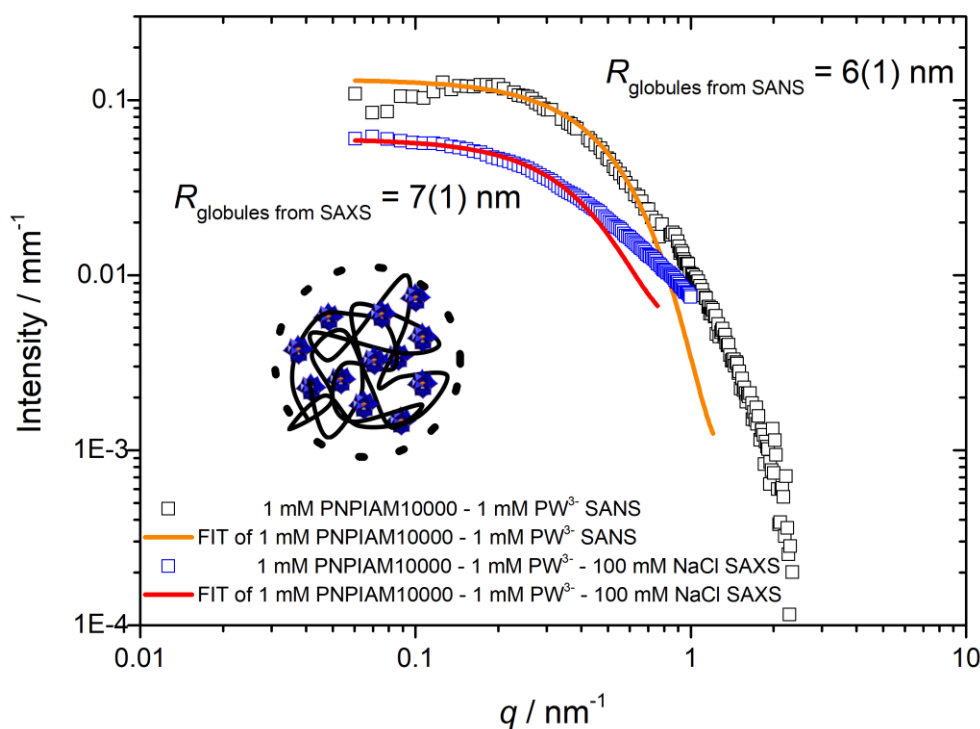 R globules from SANS = 6(1) nm
R globules from SAXS = 7(1) nm
Intensity / mm-1
0.1
0.01
1E-3
1E-4
1 mM PNPIAM10000 - 1 mM PW3- SANS
FIT of 1 mM PNPIAM10000 - 1 mM PW3- SANS
1 mM PNPIAM10000 - 1 mM PW3- - 100 mM NaCl SAXS
FIT of 1 mM PNPIAM10000 - 1 mM PW3- - 100 mM NaCl SAXS
0.01 0.1 1 10
q / nm-1